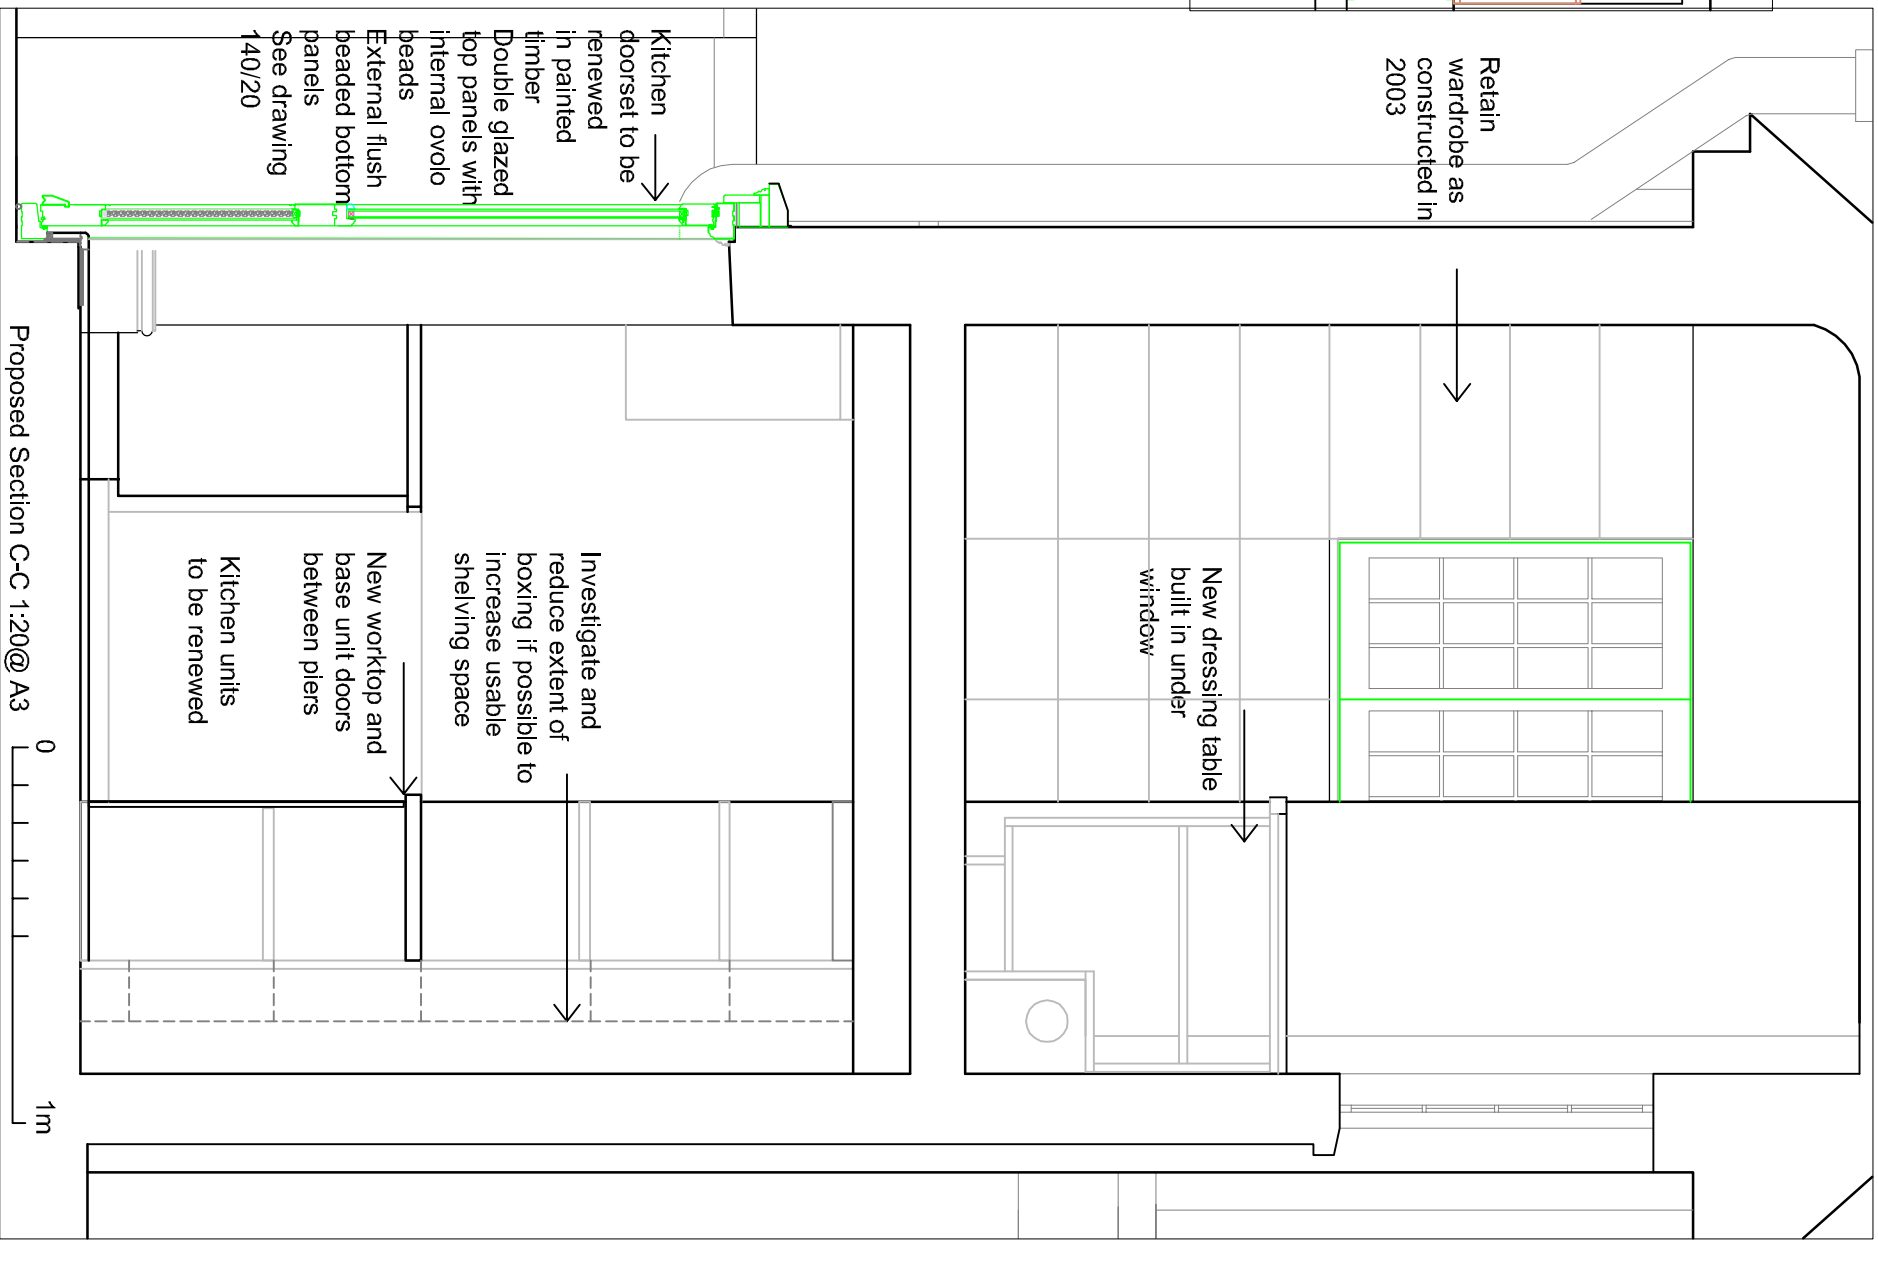 Retain
wardrobe as
constructed in
2003
Kitchen
doorset to be
renewed
in painted
timber
Double glazed
top panels with
internal ovolo
beads
External flush
beaded bottom
panels
See drawing
140/20
New dressing table
built in under
window
Investigate and
reduce extent of
boxing if possible to
increase usable
shelving space
New worktop and
base unit doors
between piers
Kitchen units
to be renewed
Proposed Section C-C 1:20@ A3
0
1m